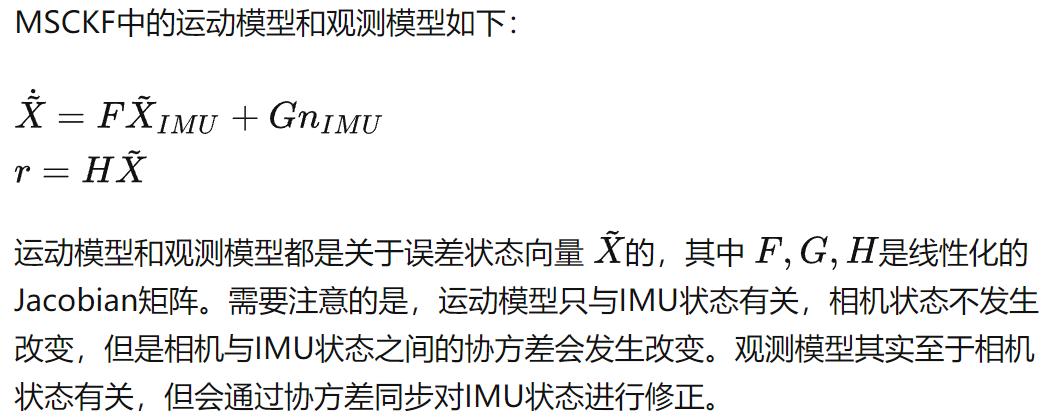 MSCKF中的运动模型和观测模型如下：
$\dot{\tilde{X}} = F\tilde{X}_{IMU} + Gn_{IMU}$
$r = H\tilde{X}$
运动模型和观测模型都是关于误差状态向量 $\tilde{X}$的，其中 $F, G, H$是线性化的
Jacobian矩阵。需要注意的是，运动模型只与IMU状态有关，相机状态不发生
改变，但是相机与IMU状态之间的协方差会发生改变。观测模型其实至于相机
状态有关，但会通过协方差同步对IMU状态进行修正。